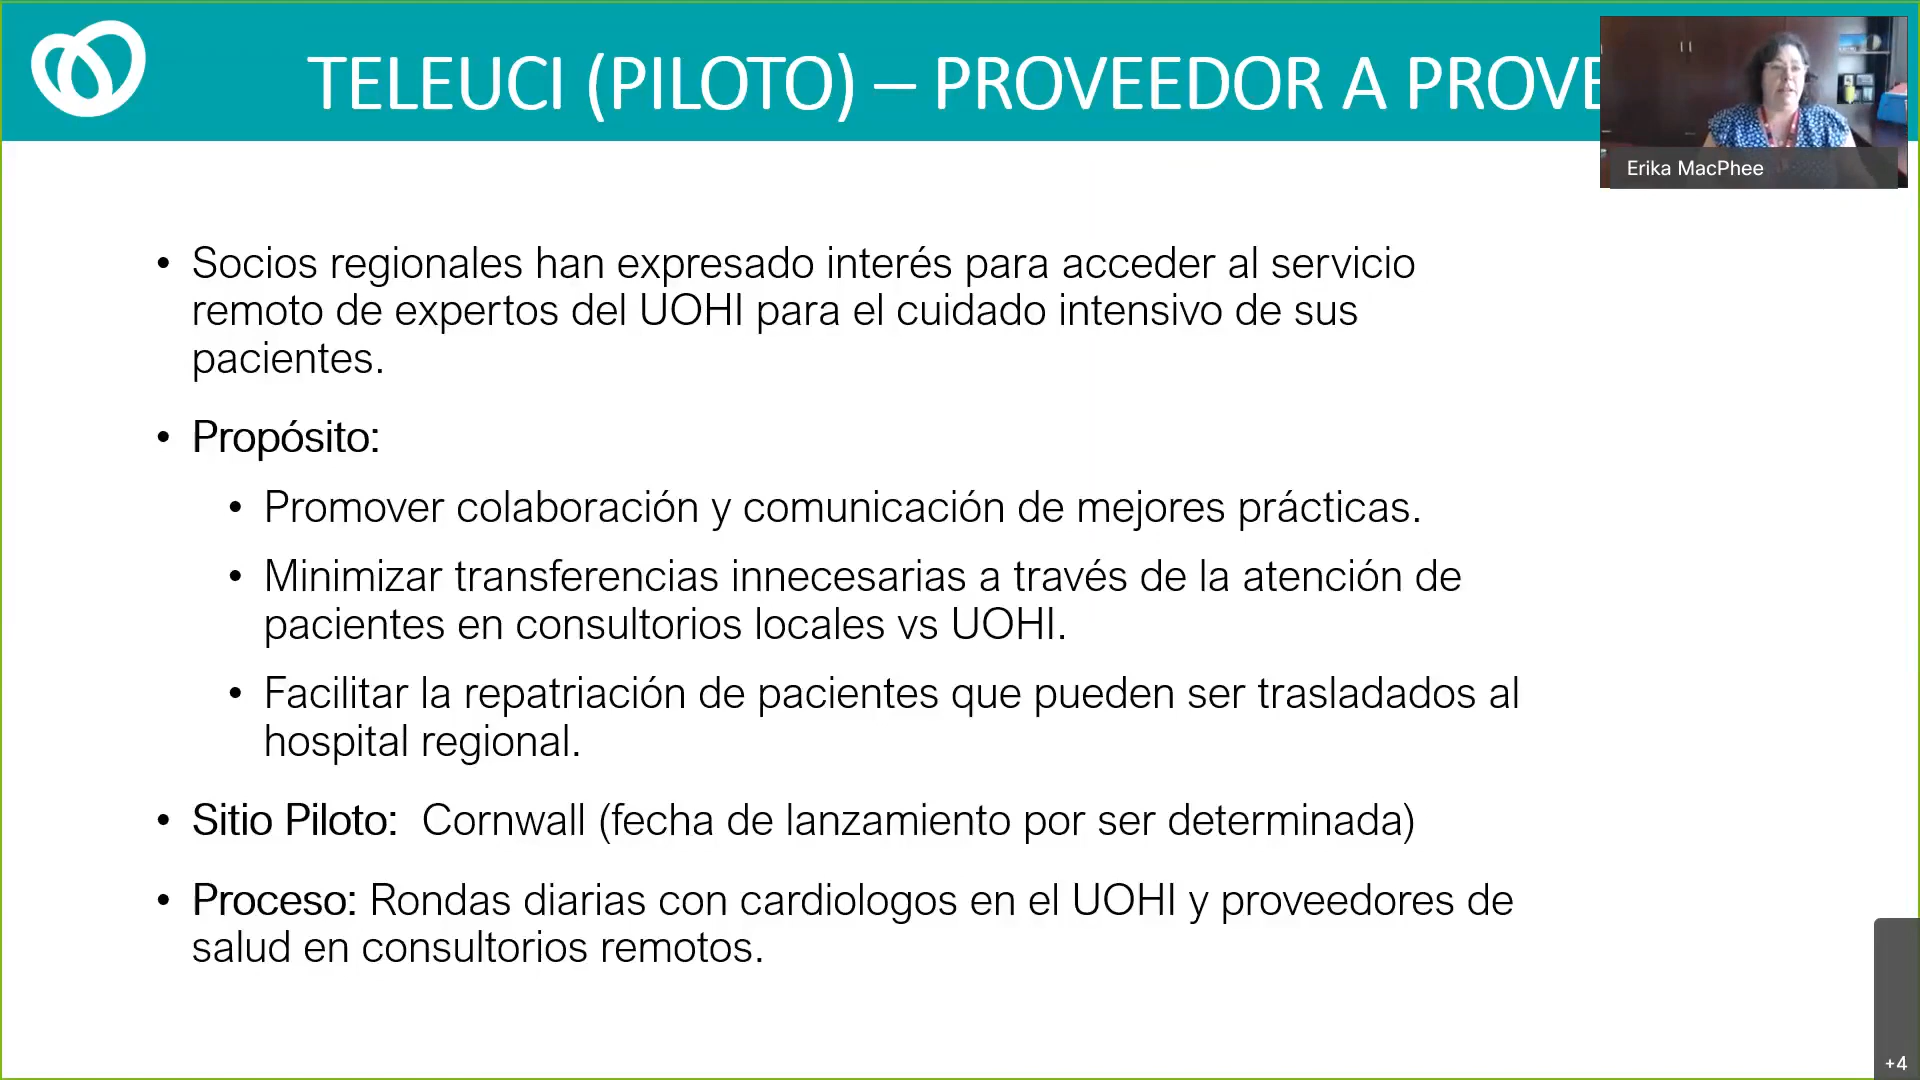 TELEUCI (PILOTO) – PROVEEDOR A PROVE
Erika MacPhee
• Socios regionales han expresado interés para acceder al servicio
remoto de expertos del UOHI para el cuidado intensivo de sus
pacientes.
• Propósito:
• Promover colaboración y comunicación de mejores prácticas.
• Minimizar transferencias innecesarias a través de la atención de
pacientes en consultorios locales vs UOHI.
• Facilitar la repatriación de pacientes que pueden ser trasladados al
hospital regional.
• Sitio Piloto: Cornwall (fecha de lanzamiento por ser determinada)
• Proceso: Rondas diarias con cardiologos en el UOHI y proveedores de
salud en consultorios remotos.
+4